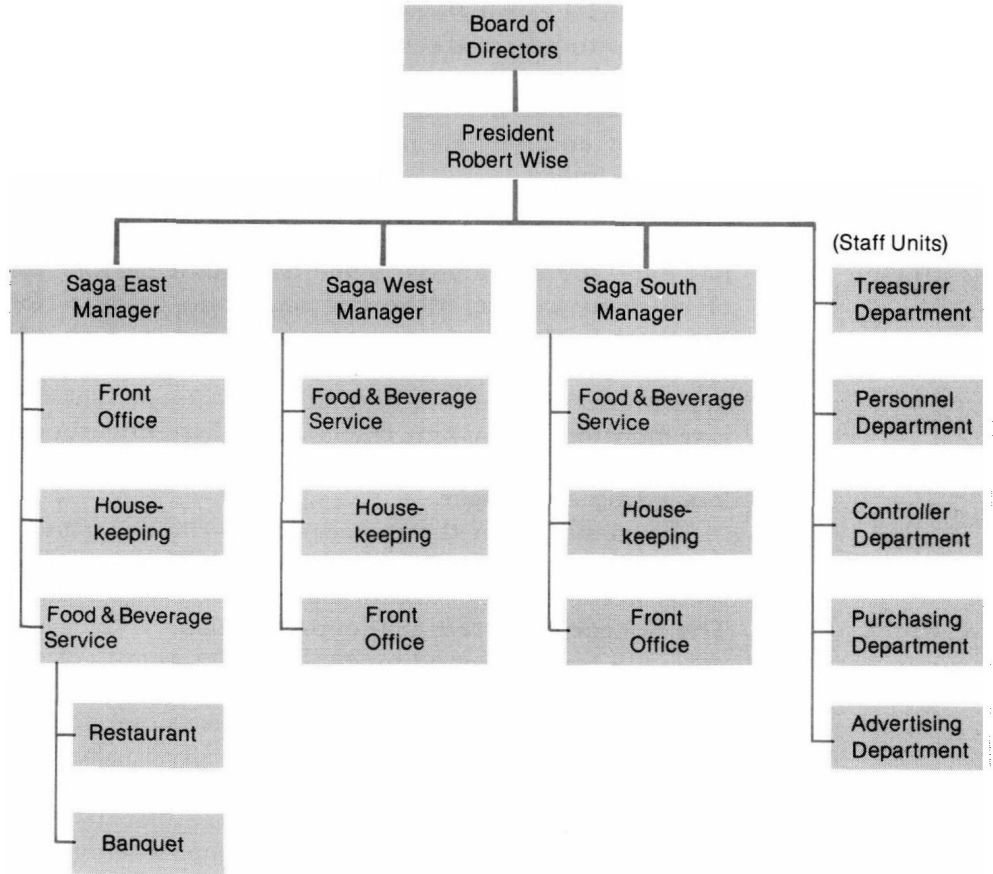 Board of
Directors
President
Robert Wise
(Staff Units)
Saga East
Manager
Saga West
Manager
Saga South
Manager
Treasurer
Department
Front
Office
Food & Beverage
Service
Food & Beverage
Service
Personnel
Department
House-
keeping
House-
keeping
House-
keeping
Controller
Department
Food & Beverage
Service
Front
Office
Front
Office
Purchasing
Department
Restaurant
Advertising
Department
Banquet